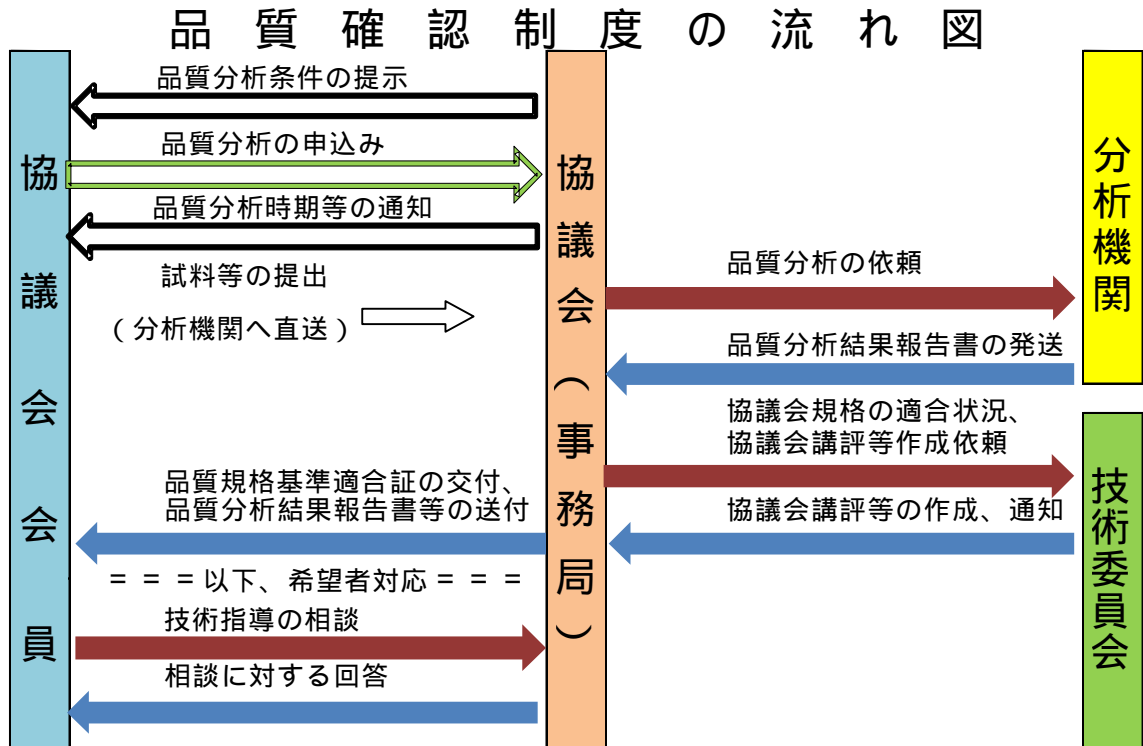 品質確認制度の流れ図
品質分析条件の提示
品質分析の申込み
品質分析時期等の通知
試料等の提出
(分析機関へ直送)
品質規格基準適合証の交付、
品質分析結果報告書等の送付
===以下、希望者対応===
技術指導の相談
相談に対する回答
協議会会員
協議会(事務局)
品質分析の依頼
品質分析結果報告書の発送
協議会規格の適合状況、
協議会講評等作成依頼
協議会講評等の作成、通知
分析機関
技術委員会